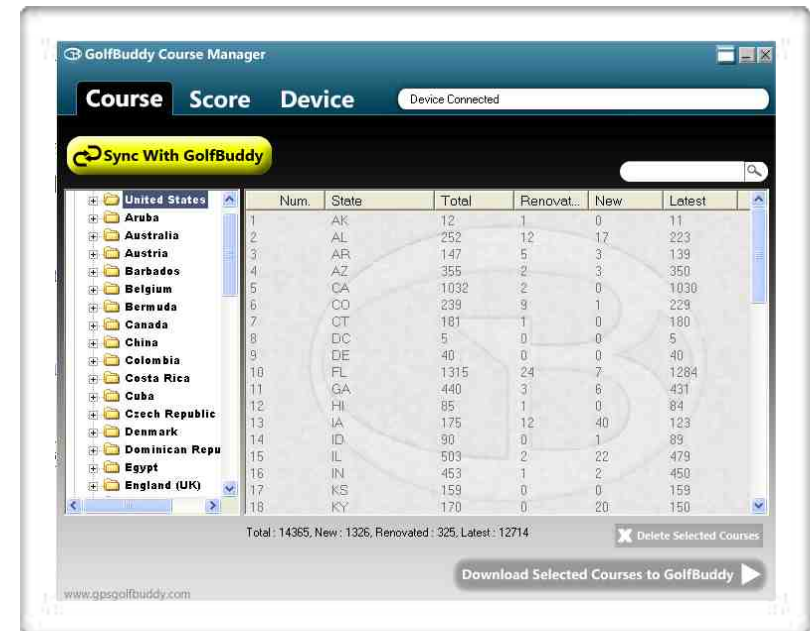 GolfBuddy Course Manager
Course Score Device Device Connected
Sync With GolfBuddy
United States
Aruba
Australia
Austria
Barbados
Belgium
Bermuda
Canada
China
Colombia
Costa Rica
Cuba
Czech Republic
Denmark
Dominican Repu
Egypt
England (UK)
Num. State Total Renovat... New Latest
1 AK 12 1 0 11
2 AL 252 12 17 223
3 AR 147 5 3 139
4 AZ 355 2 3 350
5 CA 1032 2 0 1030
6 CO 239 9 1 229
7 CT 181 1 0 180
8 DC 5 0 0 5
9 DE 40 0 0 40
10 FL 1315 24 7 1284
11 GA 440 3 6 431
12 HI 85 1 0 84
13 IA 175 12 40 123
14 ID 90 0 1 89
15 IL 503 2 22 479
16 IN 453 1 2 450
17 KS 159 0 0 159
18 KY 170 0 20 150
Total : 14365, New : 1326, Renovated : 325, Latest : 12714
Delete Selected Courses
Download Selected Courses to GolfBuddy
www.gpsgolfbuddy.com